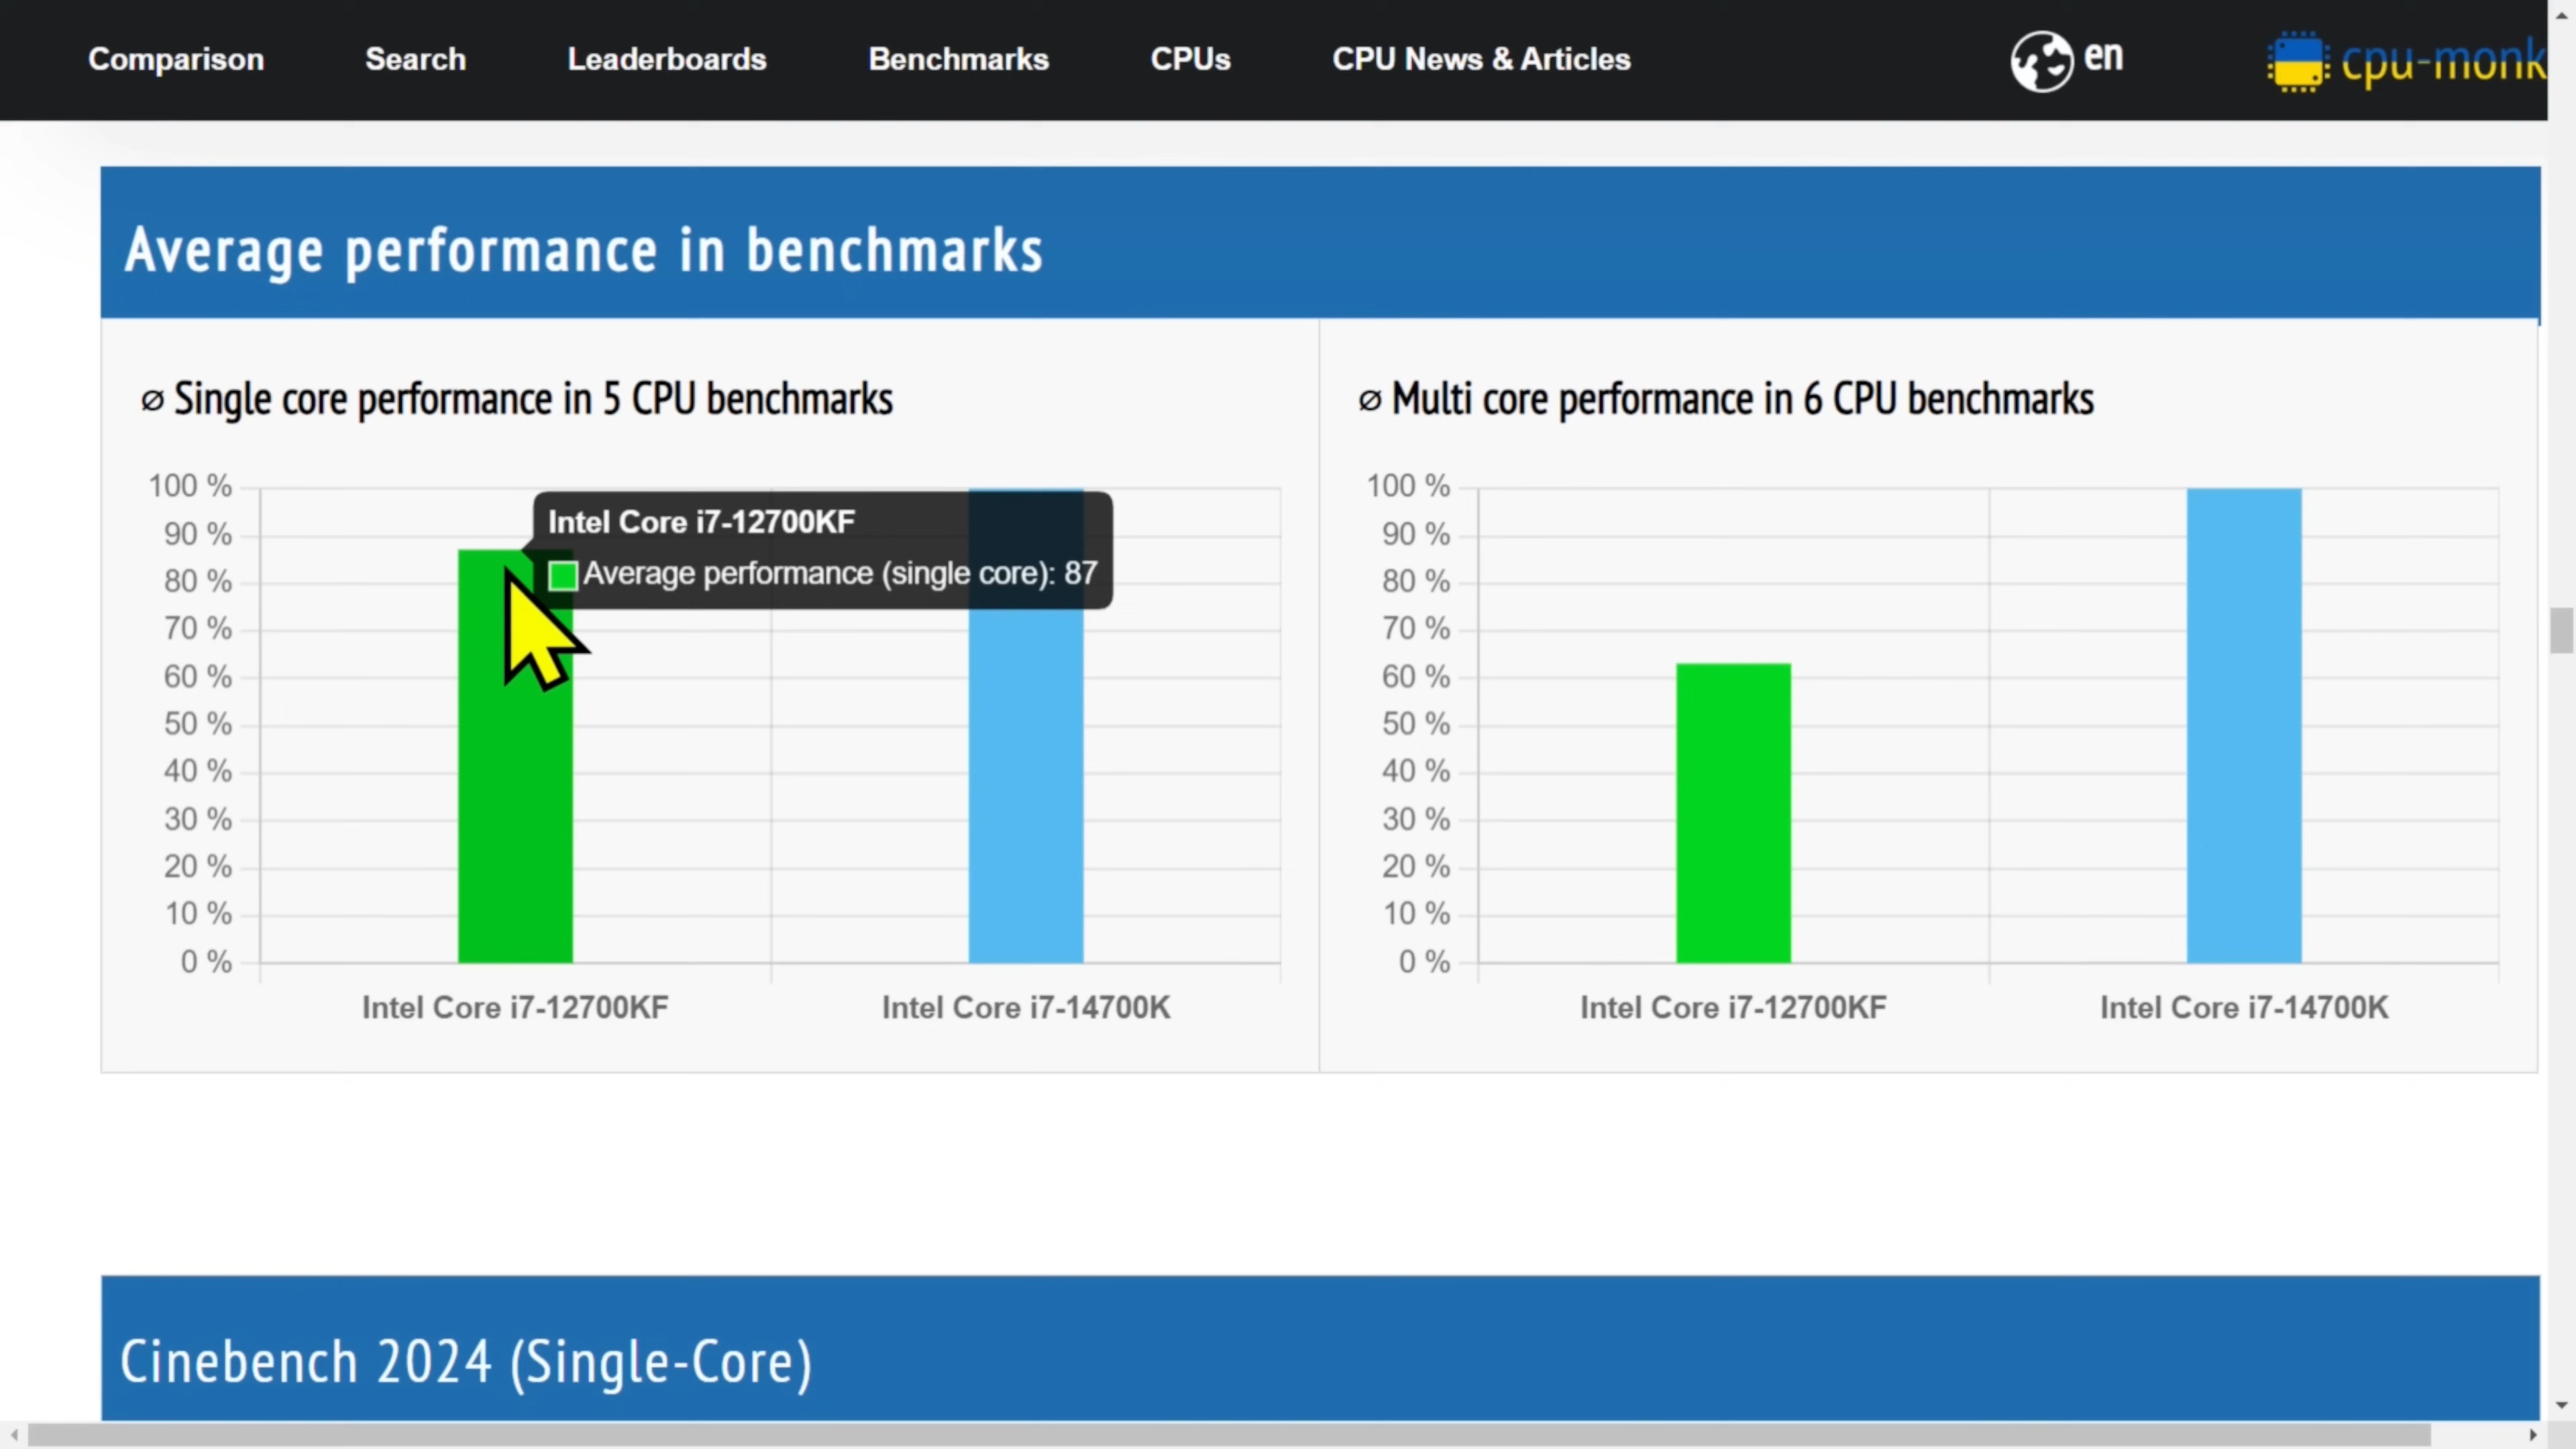 Comparison Search Leaderboards Benchmarks CPUs CPU News & Articles en cpu-monk
Average performance in benchmarks
⌀ Single core performance in 5 CPU benchmarks
100 %
90 %
80 %
70 %
60 %
50 %
40 %
30 %
20 %
10 %
0 %
Intel Core i7-12700KF
Average performance (single core): 87
Intel Core i7-12700KF Intel Core i7-14700K
⌀ Multi core performance in 6 CPU benchmarks
100 %
90 %
80 %
70 %
60 %
50 %
40 %
30 %
20 %
10 %
0 %
Intel Core i7-12700KF Intel Core i7-14700K
Cinebench 2024 (Single-Core)